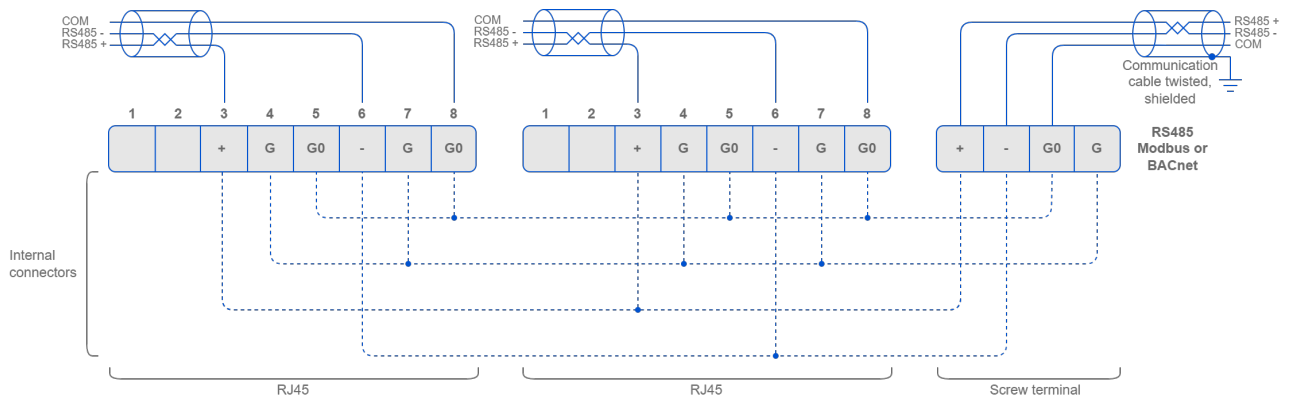 COM
RS485 -
RS485 +
COM
RS485 -
RS485 +
RS485 +
RS485 -
COM
Communication
cable twisted,
shielded
1 2 3 4 5 6 7 8
1 2 3 4 5 6 7 8
+ G G0 - G G0
+ G G0 - G G0
+ - G0 G
RS485
Modbus or
BACnet
Internal
connectors
RJ45
RJ45
Screw terminal